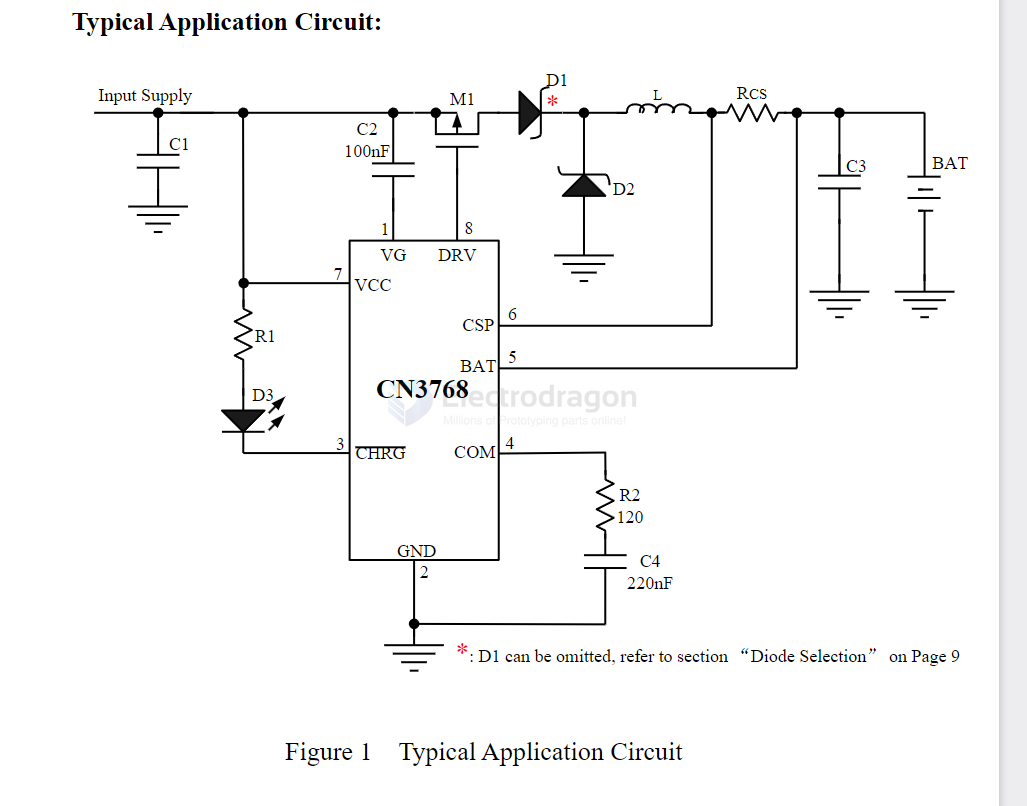 Typical Application Circuit:
Input Supply
C1
C2
100nF
M1
D1
*
L
RCS
D2
C3
BAT
1
8
VG
DRV
7
VCC
6
CSP
5
BAT
R1
CN3768
Electrodragon
Millions of Prototyping parts online!
D3
3
CHRG
4
COM
R2
120
C4
220nF
GND
2
*: D1 can be omitted, refer to section “Diode Selection” on Page 9
Figure 1 Typical Application Circuit